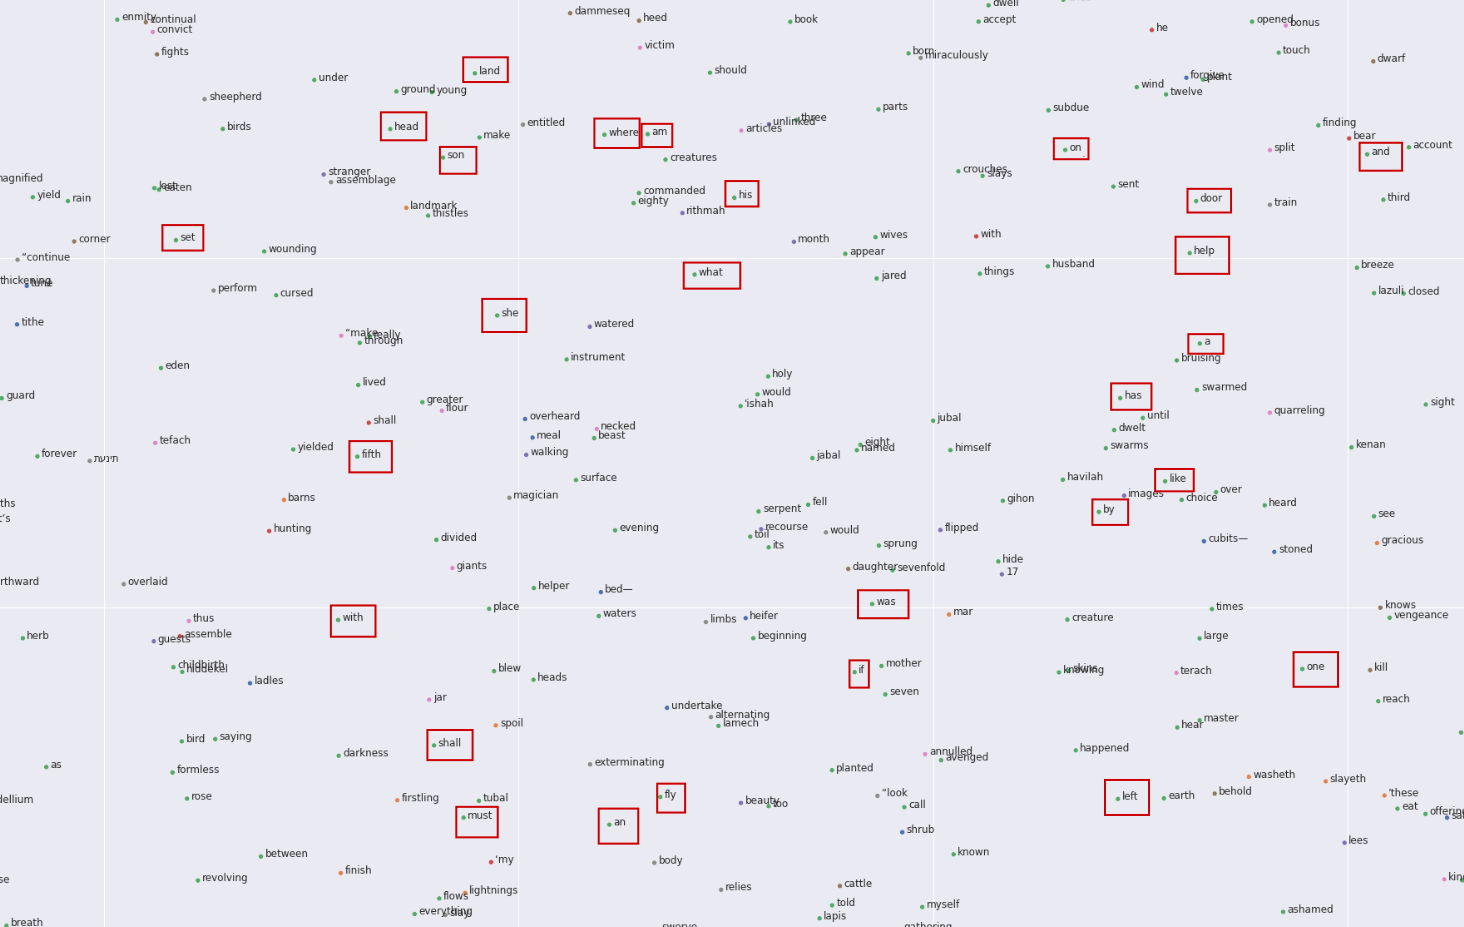 dwell
enmity
continual
dammeseq
heed
book
accept
opened
bonus
convict
he
victim
born
miraculously
touch
fights
dwarf
land
should
under
forgive
plant
ground
young
wind
twelve
sheepherd
parts
subdue
birds
head
entitled
where
am
articles
unlinked
three
finding
make
bear
son
creatures
on
split
and
account
stranger
assemblage
crouches
slays
lost
eaten
sent
yield
rain
commanded
his
door
eighty
train
third
landmark
thistles
rithmah
set
corner
month
wives
with
wounding
appear
help
“continue
what
jared
things
husband
breeze
thickening
perform
cursed
lazuli
closed
she
tithe
watered
“make
really
through
a
instrument
bruising
eden
holy
lived
would
swarmed
guard
greater
flour
'ishah
has
sight
shall
overheard
jubal
until
quarreling
necked
dwelt
tefach
meal
beast
eight
named
yielded
walking
himself
swarms
kenan
forever
fifth
jabal
surface
havilah
like
barns
magician
images
choice
over
gihon
fell
heard
serpent
by
see
hunting
evening
recourse
would
flipped
toil
divided
its
sprung
cubits—
gracious
stoned
hide
giants
daughter
sevenfold
17
overlaid
helper
bed—
was
place
times
knows
with
waters
limbs
heifer
mar
creature
vengeance
thus
herb
guests
assemble
beginning
large
childbirth
hiddekel
blew
if
mother
knowing
skins
terach
one
kill
ladles
heads
seven
jar
reach
undertake
spoil
alternating
lamech
hear
master
bird
saying
shall
darkness
annulled
avenged
happened
as
formless
exterminating
planted
washeth
slayeth
rose
firstling
tubal
fly
beauty
too
“look
call
left
earth
behold
'these
eat
must
an
shrub
between
'my
body
known
lees
finish
revolving
relies
cattle
flows
lightnings
everything
slay
told
lapis
myself
ashamed
breath